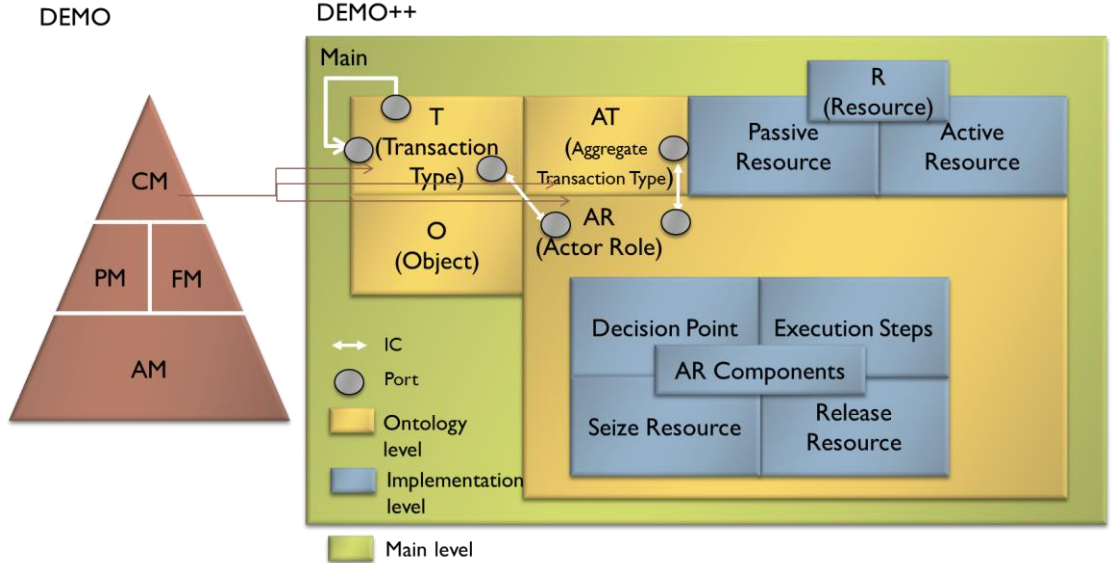 DEMO
DEMO++
Main
CM
PM
FM
AM
T
(Transaction
Type)
AT
(Aggregate
Transaction Type)
R
(Resource)
Passive
Resource
Active
Resource
O
(Object)
AR
(Actor Role)
Decision Point
Execution Steps
AR Components
Seize Resource
Release
Resource
IC
Port
Ontology
level
Implementation
level
Main level